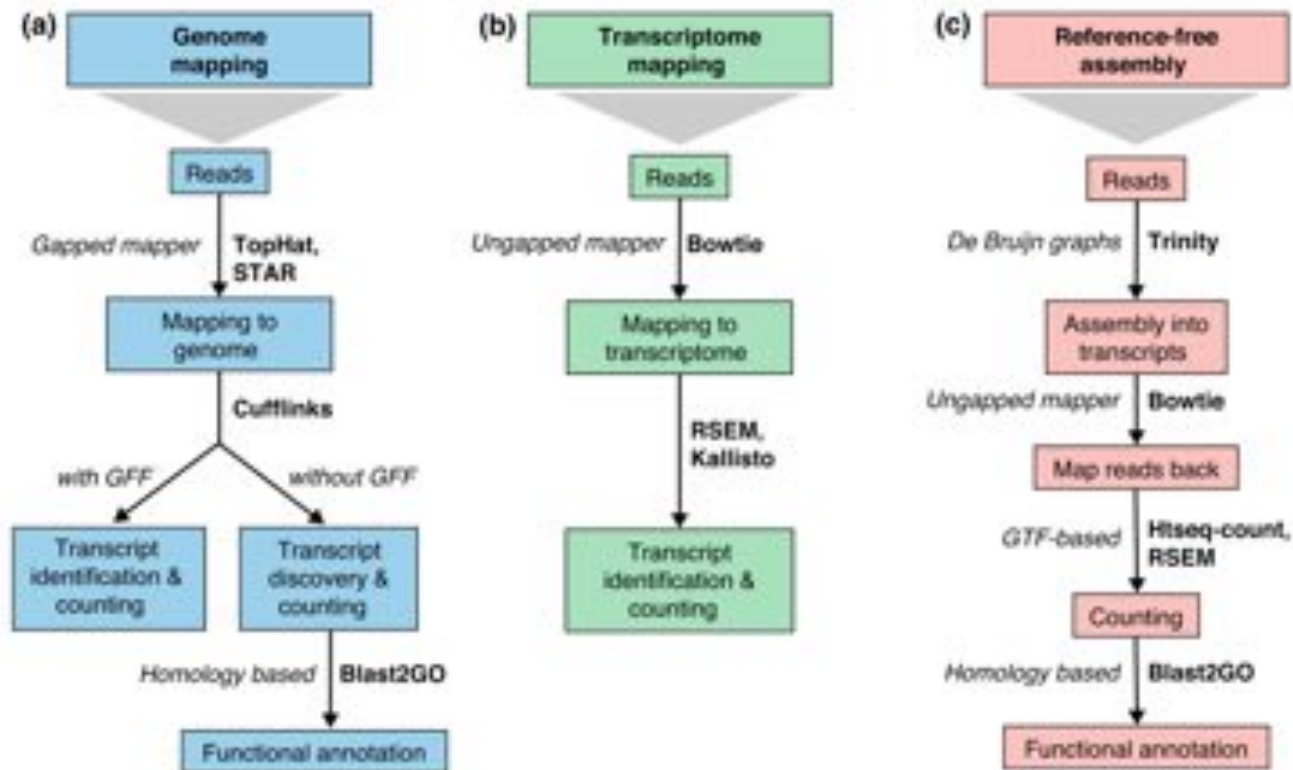 (a)
Genome
mapping
Reads
Gapped mapper
TopHat,
STAR
Mapping to
genome
Cufflinks
with GFF
without GFF
Transcript
identification &
counting
Transcript
discovery &
counting
Homology based
Blast2GO
Functional annotation
(b)
Transcriptome
mapping
Reads
Ungapped mapper
Bowtie
Mapping to
transcriptome
RSEM,
Kallisto
Transcript
identification &
counting
(c)
Reference-free
assembly
Reads
De Bruijn graphs
Trinity
Assembly into
transcripts
Ungapped mapper
Bowtie
Map reads back
GTF-based
Htseq-count,
RSEM
Counting
Homology based
Blast2GO
Functional annotation